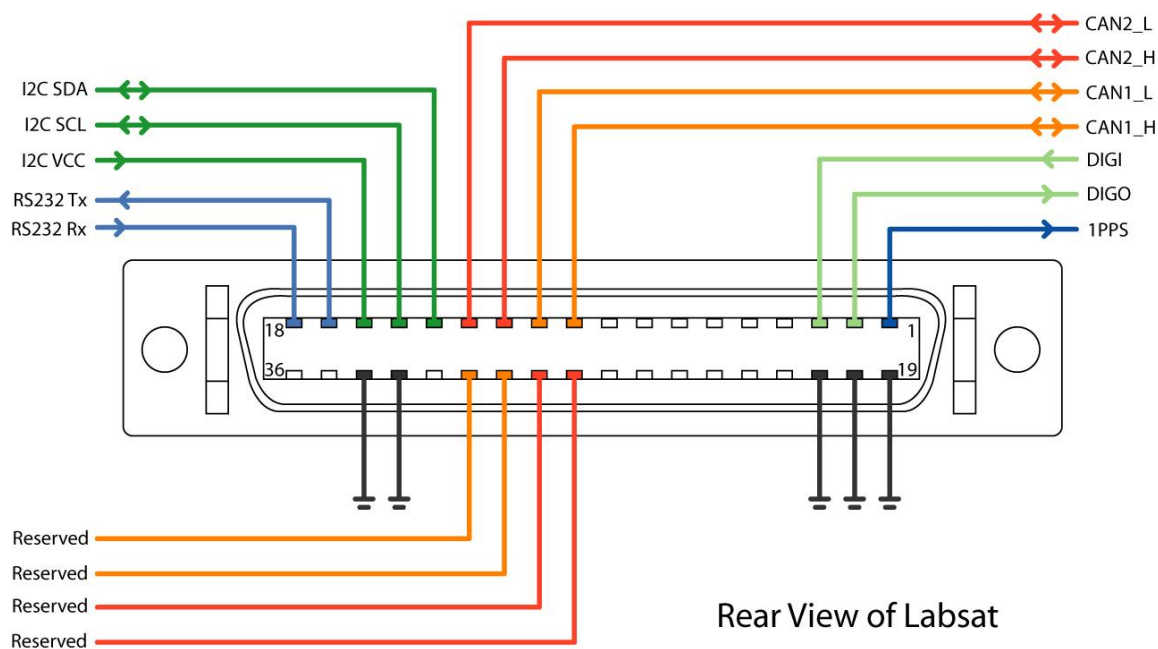 CAN2_L
CAN2_H
I2C SDA
CAN1_L
I2C SCL
CAN1_H
I2C VCC
DIGI
RS232 Tx
DIGO
RS232 Rx
1PPS
18
1
36
19
Reserved
Reserved
Reserved
Reserved
Rear View of Labsat